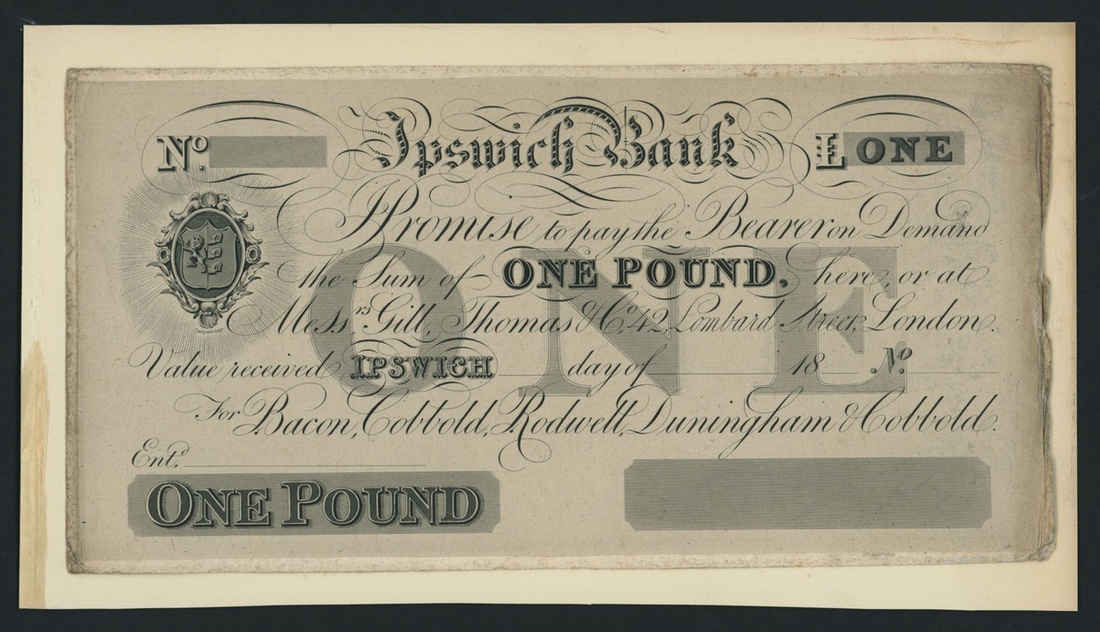 No. Ipswich Bank £ ONE
I Promise to pay the Bearer on Demand
the Sum of ONE POUND, here, or at
Messrs Gill, Thomas & Co. 42, Lombard Street, London.
Value received IPSWICH day of 18 No.
For Bacon, Cobbold, Rodwell, Duningham & Cobbold.
Entd.
ONE POUND
ONE